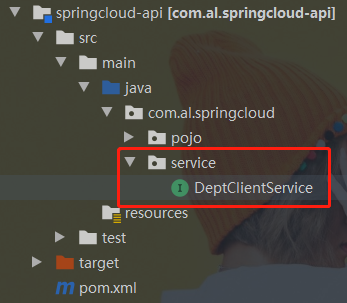 springcloud-api [com.al.springcloud-api]
src
main
java
com.al.springcloud
pojo
service
DeptClientService
resources
test
target
pom.xml